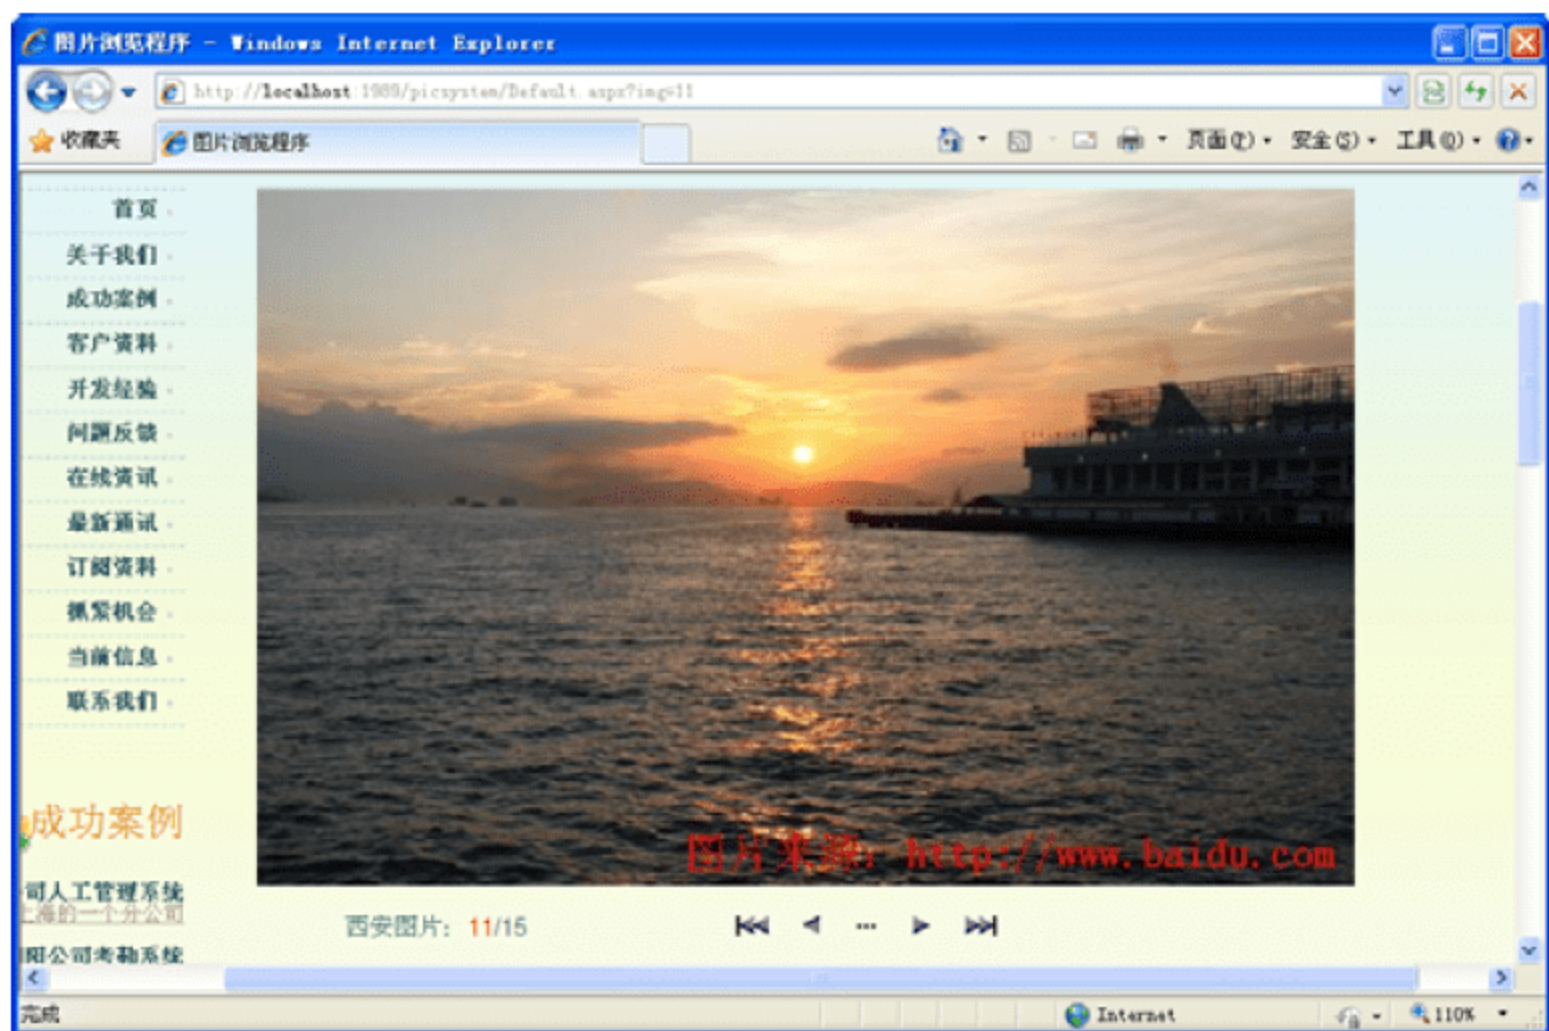 图片浏览程序 - Windows Internet Explorer
http://localhost:1989/picsystem/Default.aspx?img=11
收藏夹
图片浏览程序
页面(P)
安全(S)
工具(O)
首页
关于我们
成功案例
客户资料
开发经验
问题反馈
在线资讯
最新通讯
订阅资料
抓紧机会
当前信息
联系我们
成功案例
司人工管理系统
上海的一个分公司
阳公司考勤系统
图片来源：http://www.baidu.com
西安图片：11/15
完成
Internet
110%